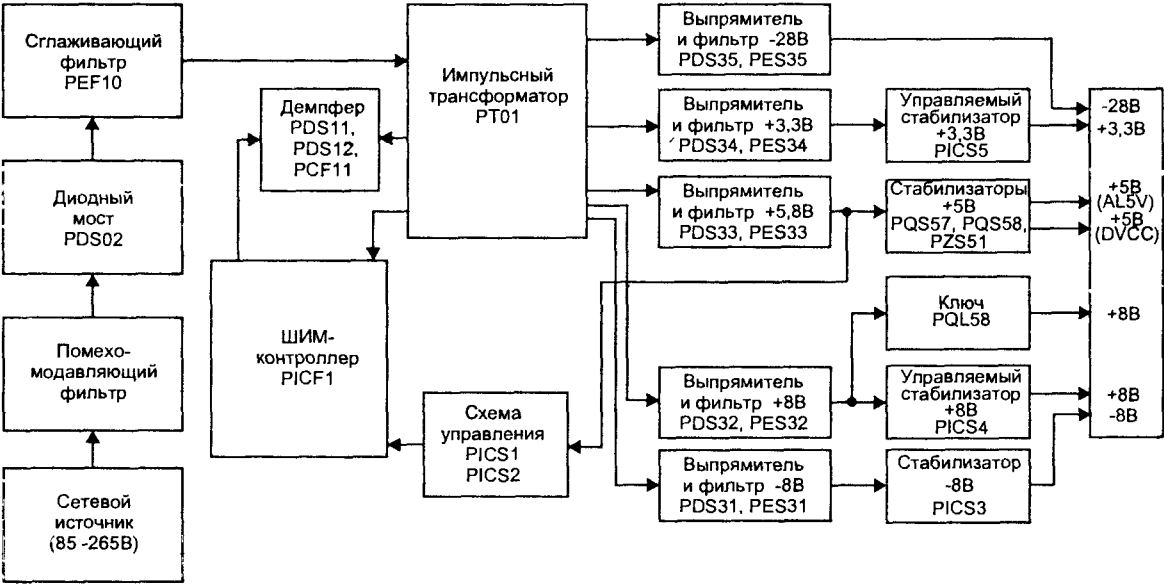 Сглаживающий
фильтр
PEF10
Диодный
мост
PDS02
Помехо-
модавляющий
фильтр
Сетевой
источник
(85 -265В)
Демпфер
PDS11,
PDS12,
PCF11
ШИМ-
контроллер
PICF1
Импульсный
трансформатор
PT01
Схема
управления
PICS1
PICS2
Выпрямитель
и фильтр -28В
PDS35, PES35
Выпрямитель
и фильтр +3,3В
PDS34, PES34
Выпрямитель
и фильтр +5,8В
PDS33, PES33
Выпрямитель
и фильтр +8В
PDS32, PES32
Выпрямитель
и фильтр -8В
PDS31, PES31
Управляемый
стабилизатор
+3,3В
PICS5
Стабилизаторы
+5В
PQS57, PQS58,
PZS51
Ключ
PQL58
Управляемый
стабилизатор
+8В
PICS4
Стабилизатор
-8В
PICS3
-28В
+3,3В
+5В
(AL5V)
+5В
(DVCC)
+8В
+8В
-8В